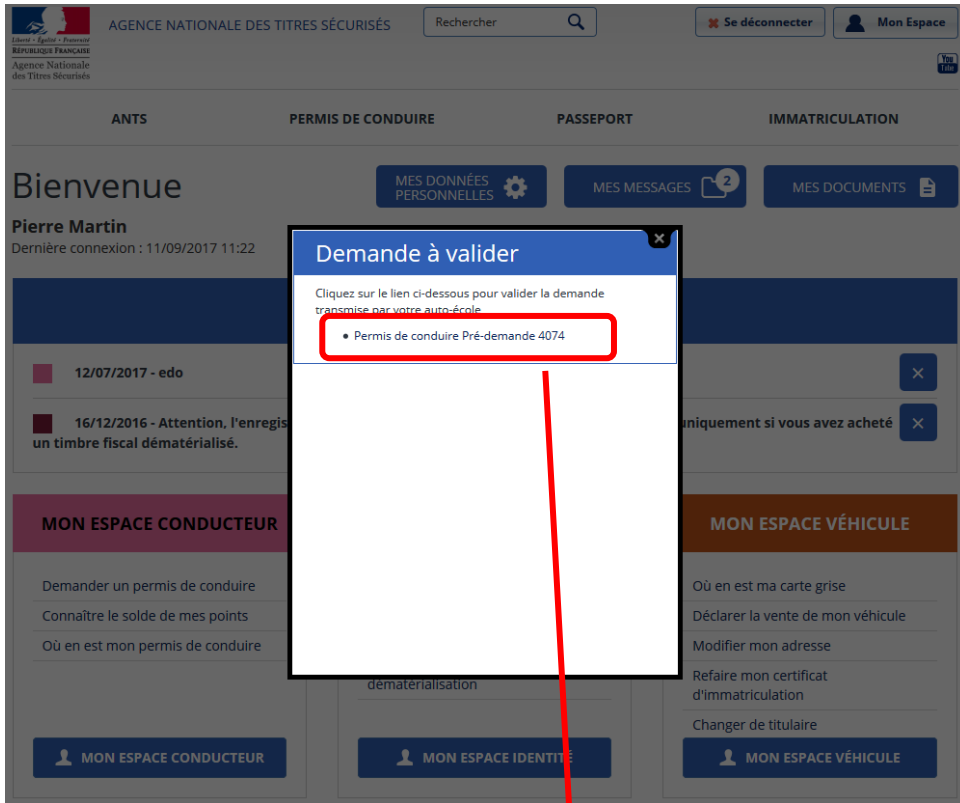 AGENCE NATIONALE DES TITRES SÉCURISÉS
Rechercher
Se déconnecter
Mon Espace
Liberté • Égalité • Fraternité
RÉPUBLIQUE FRANÇAISE
Agence Nationale
des Titres Sécurisés
You
Tube
ANTS
PERMIS DE CONDUIRE
PASSEPORT
IMMATRICULATION
Bienvenue
MES DONNÉES
PERSONNELLES
MES MESSAGES
2
MES DOCUMENTS
Pierre Martin
Dernière connexion : 11/09/2017 11:22
Demande à valider
Cliquez sur le lien ci-dessous pour valider la demande
transmise par votre auto-école
• Permis de conduire Pré-demande 4074
12/07/2017 - edo
16/12/2016 - Attention, l'enregis
uniquement si vous avez acheté
un timbre fiscal dématérialisé.
MON ESPACE CONDUCTEUR
Demander un permis de conduire
Connaître le solde de mes points
Où en est mon permis de conduire
MON ESPACE CONDUCTEUR
dématérialisation
MON ESPACE IDENTITÉ
MON ESPACE VÉHICULE
Où en est ma carte grise
Déclarer la vente de mon véhicule
Modifier mon adresse
Refaire mon certificat
d'immatriculation
Changer de titulaire
MON ESPACE VÉHICULE